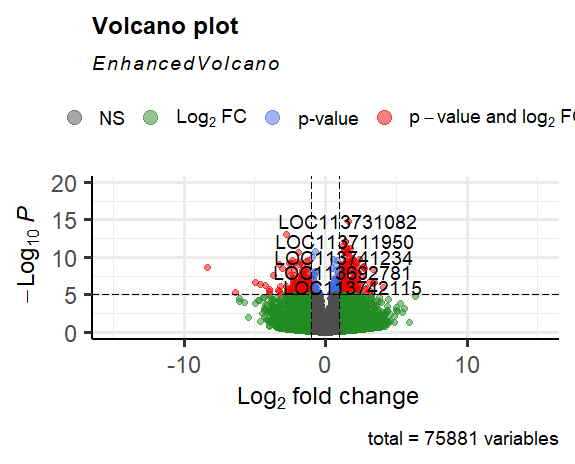 Volcano plot
EnhancedVolcano
NS Log2 FC p-value p − value and log2 FC
20
15
10
5
0
−Log10 P
LOC113731082
LOC113711950
LOC113741234
LOC113692781
LOC113742115
-10 0 10
Log2 fold change
total = 75881 variables